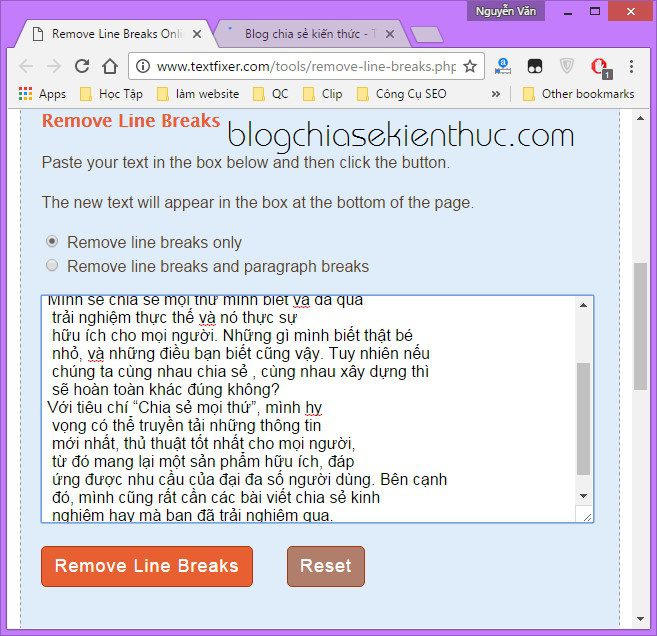 Nguyễn Văn
Remove Line Breaks Onli
Blog chia sẻ kiến thức - T
www.textfixer.com/tools/remove-line-breaks.php
1
Apps
Học Tập
làm website
QC
Clip
Công Cụ SEO
»
Other bookmarks
Remove Line Breaks
blogchiasekienthuc.com
Paste your text in the box below and then click the button.
The new text will appear in the box at the bottom of the page.
Remove line breaks only
Remove line breaks and paragraph breaks
Mình sẽ chia sẻ mọi thứ mình biết và đã qua
trải nghiệm thực thế và nó thực sự
hữu ích cho mọi người. Những gì mình biết thật bé
nhỏ, và những điều bạn biết cũng vậy. Tuy nhiên nếu
chúng ta cùng nhau chia sẻ , cùng nhau xây dựng thì
sẽ hoàn toàn khác đúng không?
Với tiêu chí “Chia sẻ mọi thứ”, mình hy
vọng có thể truyền tải những thông tin
mới nhất, thủ thuật tốt nhất cho mọi người,
từ đó mang lại một sản phẩm hữu ích, đáp
ứng được nhu cầu của đại đa số người dùng. Bên cạnh
đó, mình cũng rất cần các bài viết chia sẻ kinh
nghiệm hay mà bạn đã trải nghiệm qua.
Remove Line Breaks
Reset